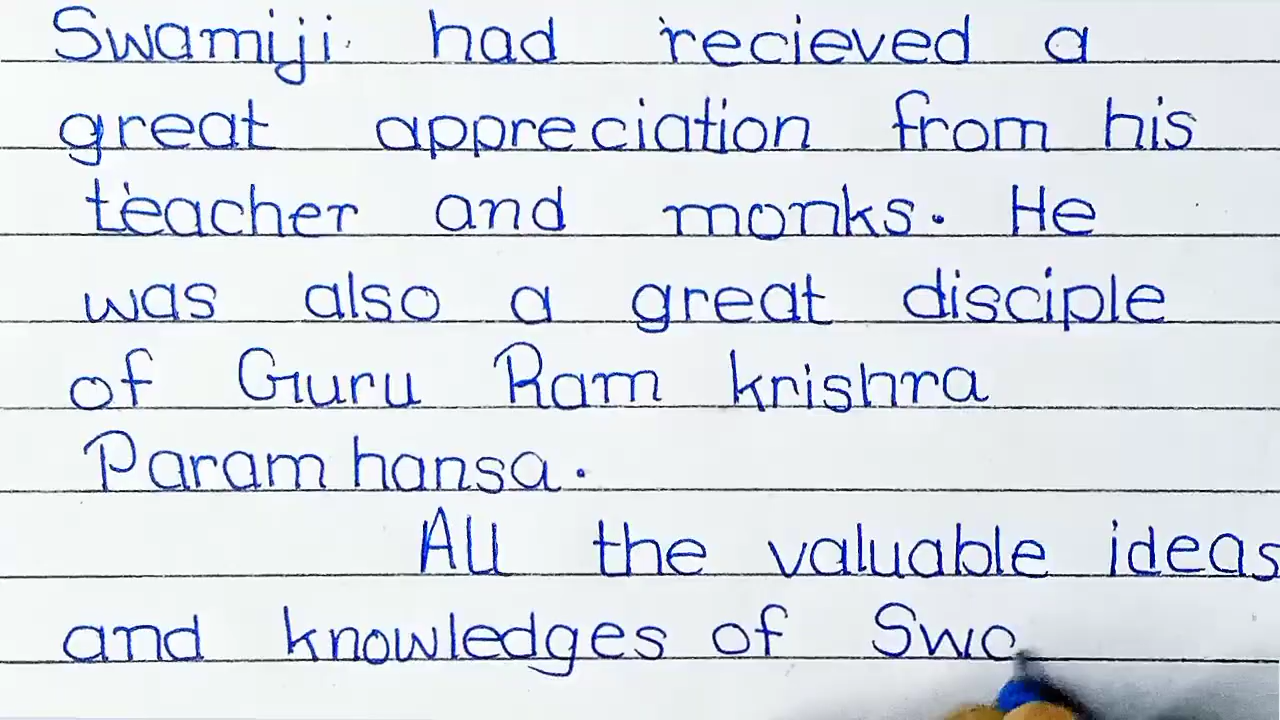 Swamiji had recieved a
great appreciation from his
teacher and monks. He
was also a great disciple
of Guru Ram krishra
Param hansa.
All the valuable ideas
and knowledges of Swa